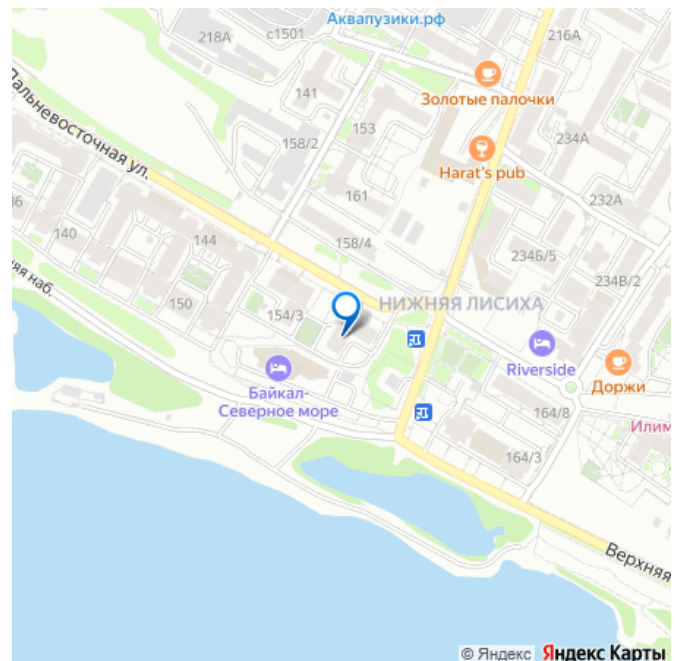 Аквапузики.рф
218А
с1501
216А
141
Золотые палочки
Дальневосточная ул.
158/2
153
234А
Harat's pub
161
232А
140
144
158/4
234Б/5
234В/2
няя наб.
150
154/3
НИЖНЯЯ ЛИСИХА
Riverside
Доржи
Байкал-
Северное море
164/8
Илим
164/3
Верхняя
© Яндекс Яндекс Карты